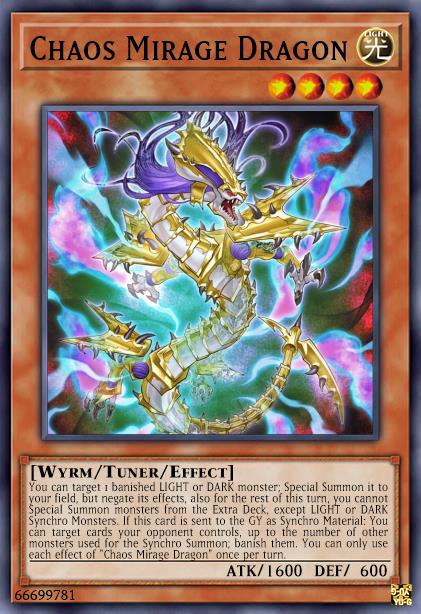 CHAOS MIRAGE DRAGON
LIGHT
光
[WYRM/TUNER/EFFECT]
You can target 1 banished LIGHT or DARK monster; Special Summon it to
your field, but negate its effects, also for the rest of this turn, you cannot
Special Summon monsters from the Extra Deck, except LIGHT or DARK
Synchro Monsters. If this card is sent to the GY as Synchro Material: You
can target cards your opponent controls, up to the number of other
monsters used for the Synchro Summon; banish them. You can only use
each effect of "Chaos Mirage Dragon" once per turn.
ATK/1600 DEF/ 600
66699781